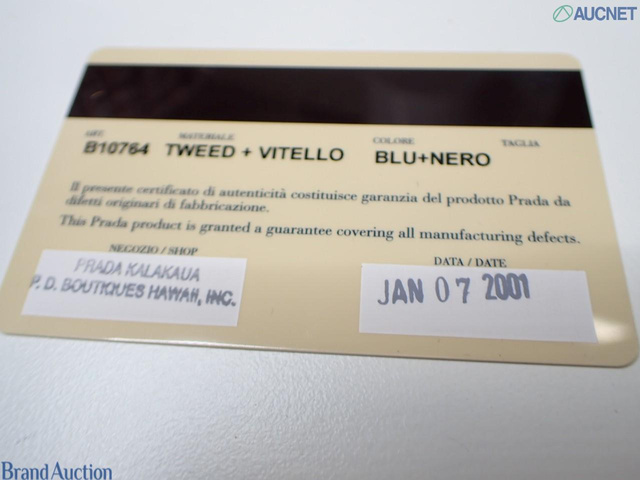 AUCNET
ART. MATERIALE COLORE TAGLIA
B10764 TWEED + VITELLO BLU+NERO
Il presente certificato di autenticità costituisce garanzia del prodotto Prada da
difetti originari di fabbricazione.
This Prada product is granted a guarantee covering all manufacturing defects.
NEGOZIO / SHOP DATA / DATE
PRADA KALAKAUA
P. D. BOUTIQUES HAWAII, INC.
JAN 07 2001
Brand Auction